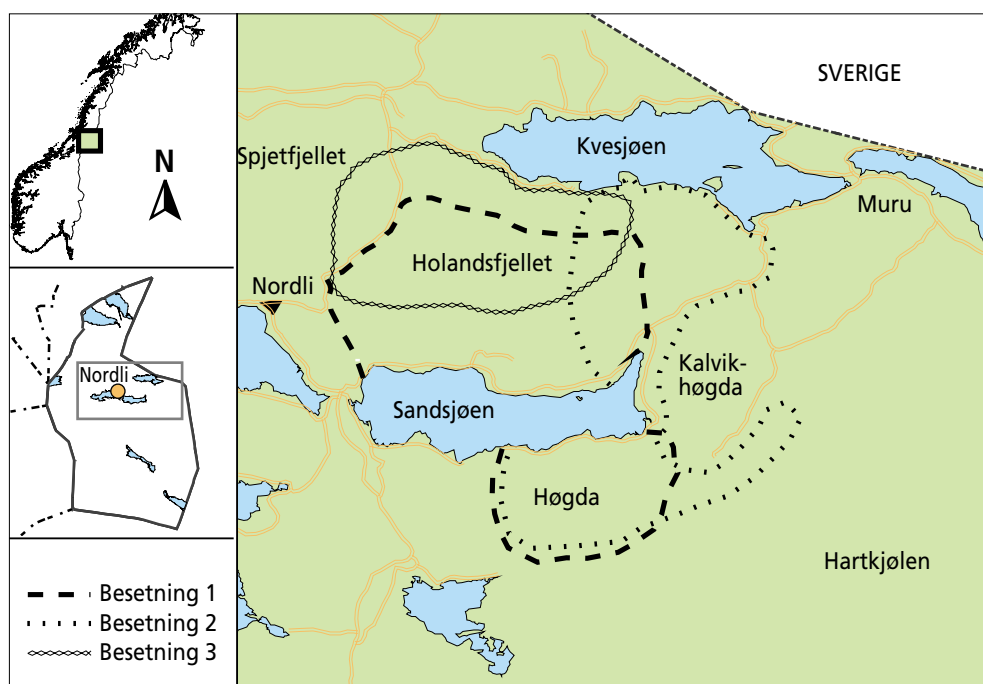 N
Nordli
Besetning 1
Besetning 2
Besetning 3
SVERIGE
Kvesjøen
Spjetfjellet
Muru
Holandsfjellet
Nordli
Kalvik-
høgda
Sandsjøen
Høgda
Hartkjølen